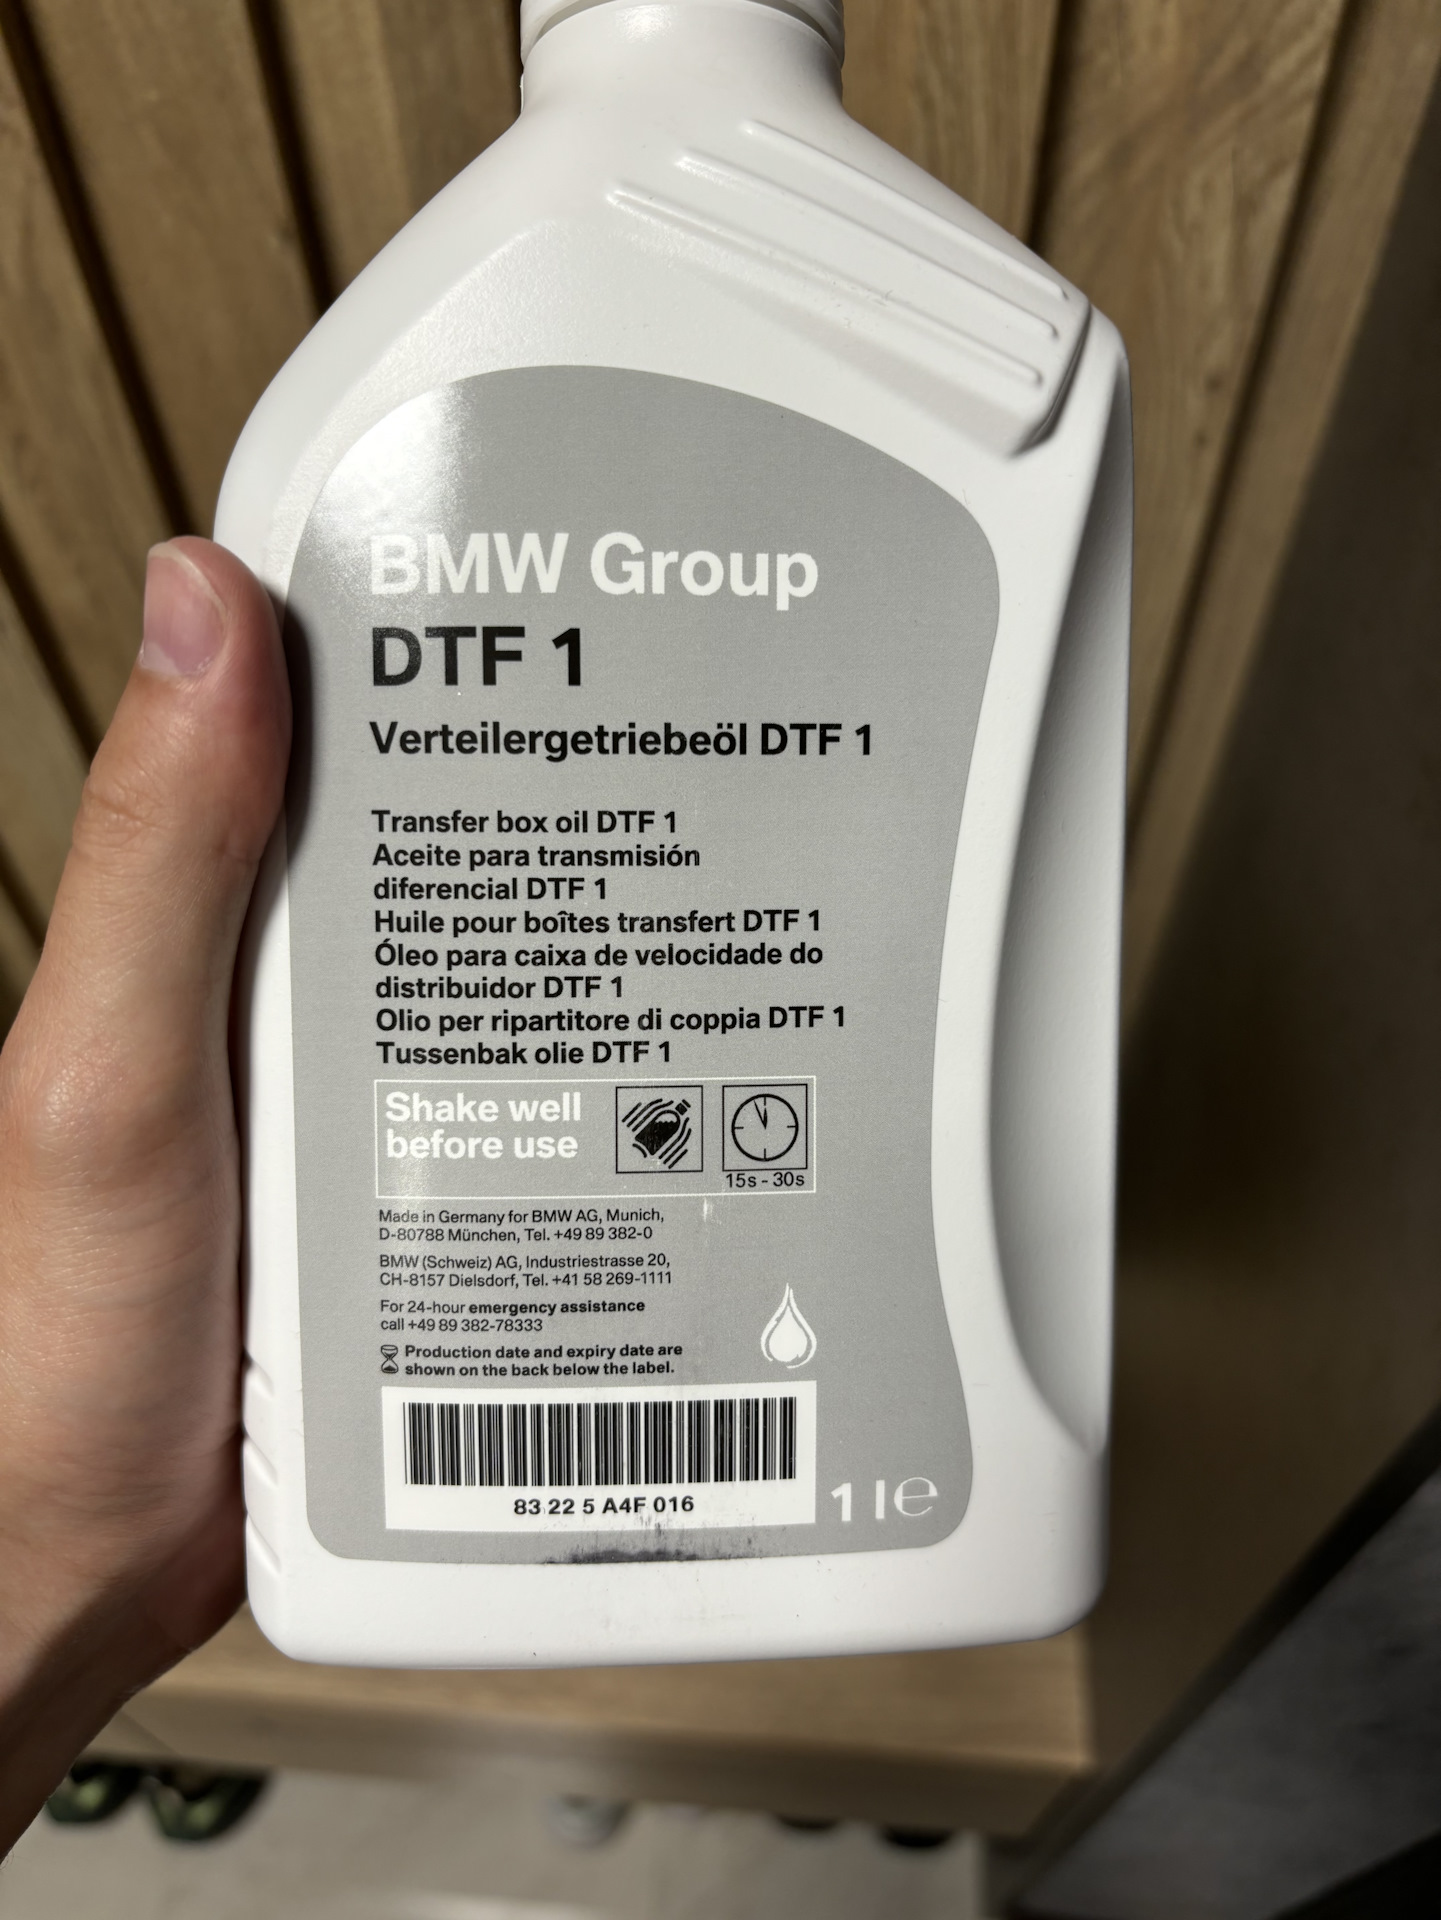 BMW Group
DTF 1
Verteilergetriebeöl DTF 1
Transfer box oil DTF 1
Aceite para transmisión
diferencial DTF 1
Huile pour boîtes transfert DTF 1
Óleo para caixa de velocidade do
distribuidor DTF 1
Olio per ripartitore di coppia DTF 1
Tussenbak olie DTF 1
Shake well
before use
15s - 30s
Made in Germany for BMW AG, Munich,
D-80788 München, Tel. +49 89 382-0
BMW (Schweiz) AG, Industriestrasse 20,
CH-8157 Dielsdorf, Tel. +41 58 269-1111
For 24-hour emergency assistance
call +49 89 382-78333
Production date and expiry date are
shown on the back below the label.
83 22 5 A4F 016
1 l ℮